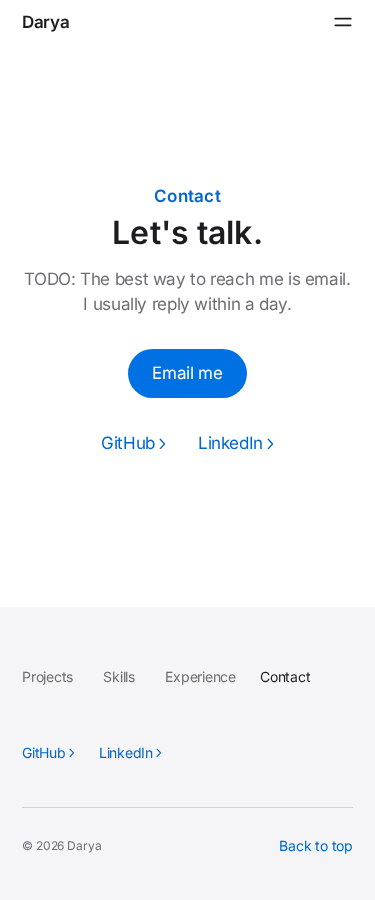 Darya
Contact
Let's talk.
TODO: The best way to reach me is email.
I usually reply within a day.
Email me
GitHub LinkedIn
Projects Skills Experience Contact
GitHub LinkedIn
© 2026 Darya Back to top